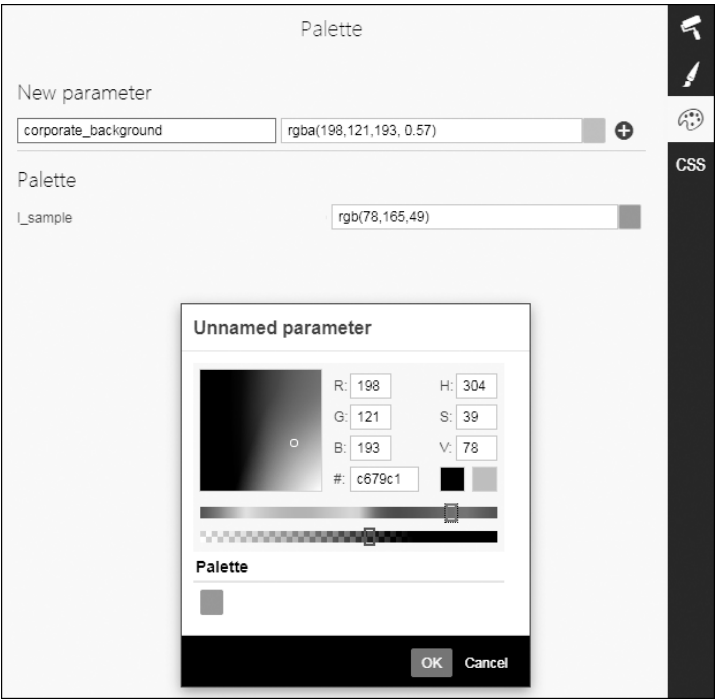 Palette
New parameter
corporate_background rgba(198,121,193, 0.57)
CSS
Palette
l_sample rgb(78,165,49)
Unnamed parameter
R: 198 H: 304
G: 121 S: 39
B: 193 V: 78
#: c679c1
Palette
OK Cancel